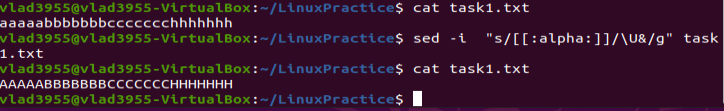 vlad3955@vlad3955-VirtualBox:~/LinuxPractice$ cat task1.txt
aaaaabbbbbbbccccccchhhhhhh
vlad3955@vlad3955-VirtualBox:~/LinuxPractice$ sed -i  "s/[[:alpha:]]/\U&/g" task
1.txt
vlad3955@vlad3955-VirtualBox:~/LinuxPractice$ cat task1.txt
AAAAABBBBBBBCCCCCCCHHHHHHH
vlad3955@vlad3955-VirtualBox:~/LinuxPractice$